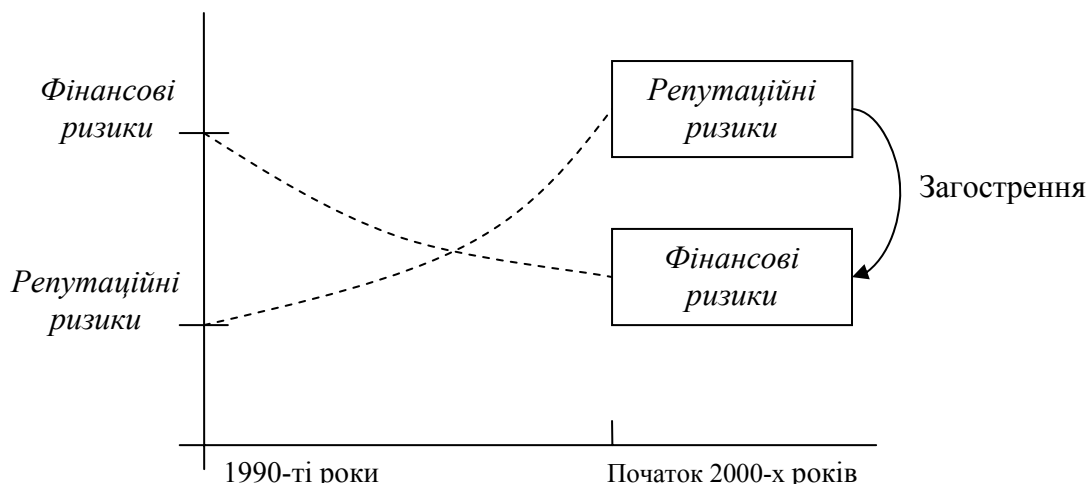 Фінансові
ризики
Репутаційні
ризики
Репутаційні
ризики
Фінансові
ризики
Загострення
1990-ті роки
Початок 2000-х років